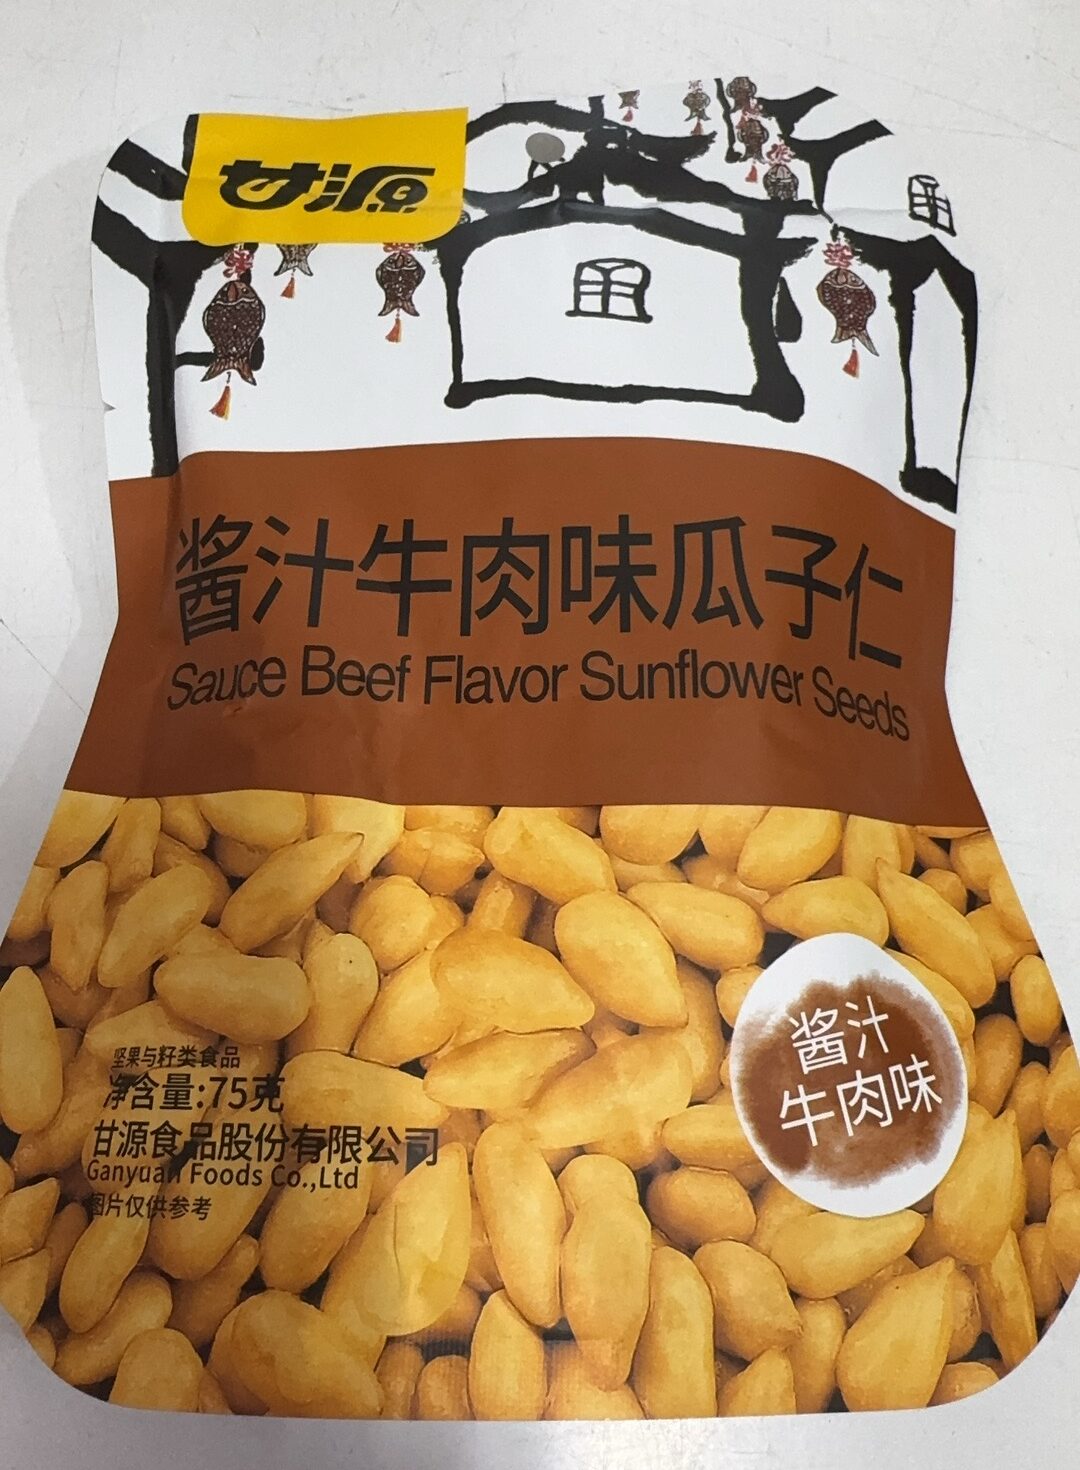 甘源
酱汁牛肉味瓜子仁
Sauce Beef Flavor Sunflower Seeds
酱汁
牛肉味
坚果与籽类食品
净含量:75克
甘源食品股份有限公司
Ganyuan Foods Co.,Ltd
图片仅供参考